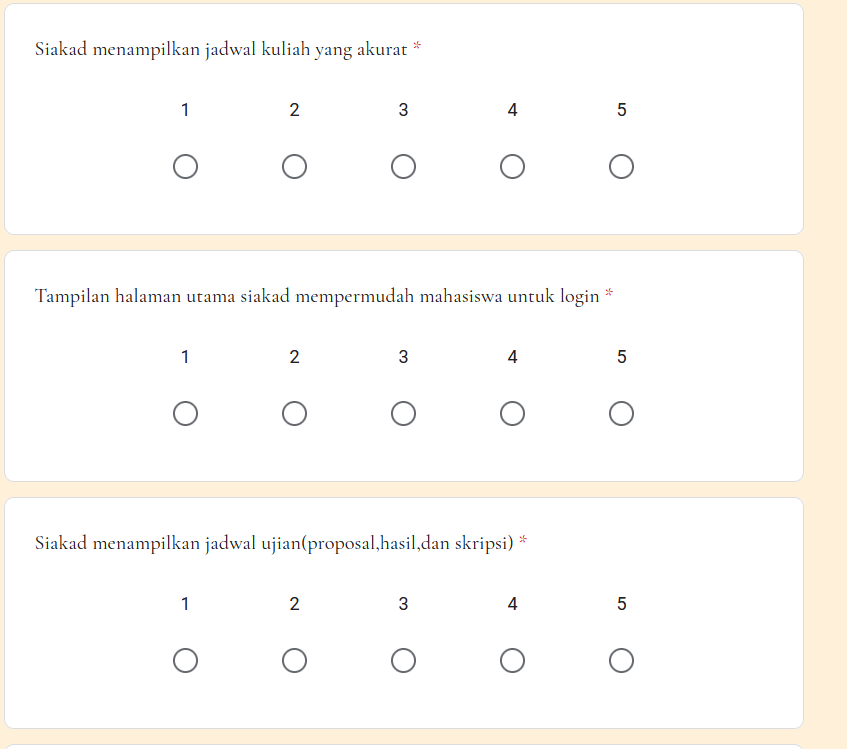 Siakad menampilkan jadwal kuliah yang akurat *
1 2 3 4 5
Tampilan halaman utama siakad mempermudah mahasiswa untuk login *
1 2 3 4 5
Siakad menampilkan jadwal ujian(proposal,hasil,dan skripsi) *
1 2 3 4 5